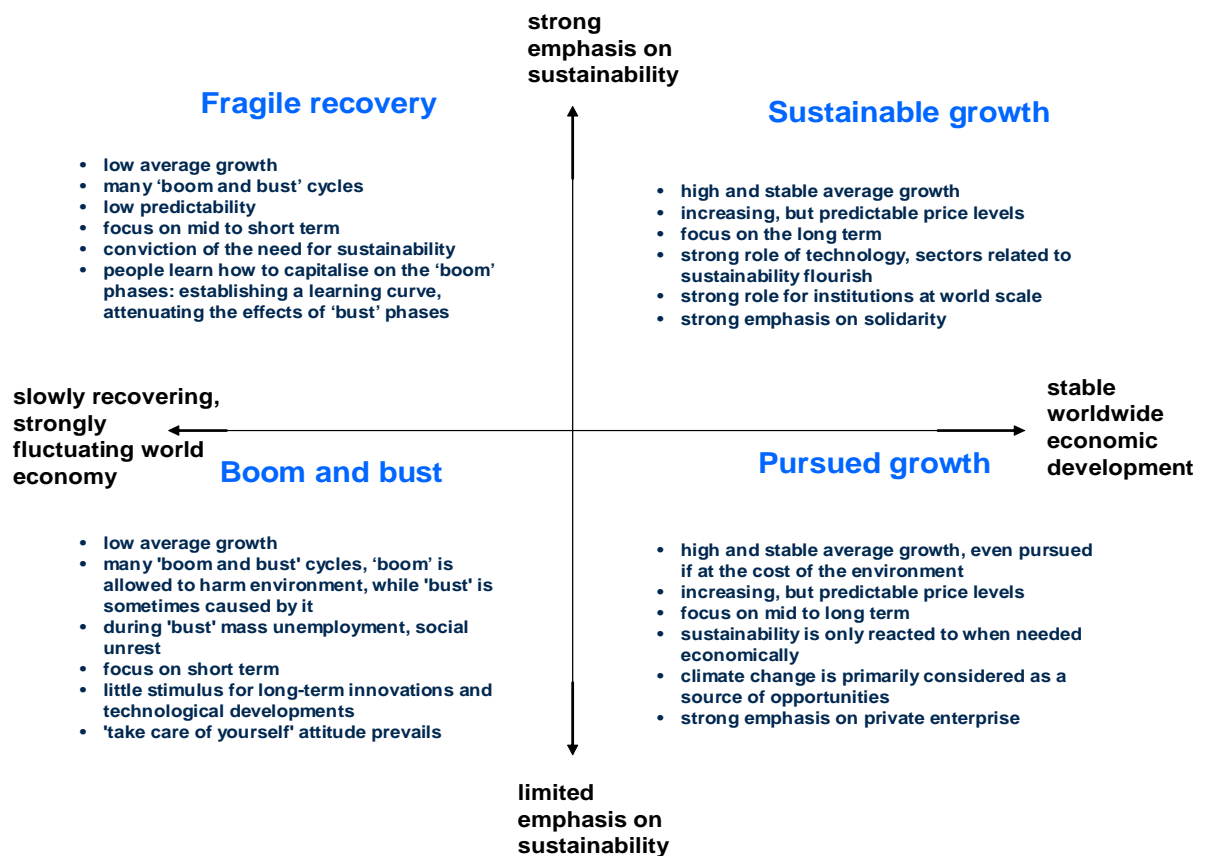 strong
emphasis on
sustainability
Fragile recovery
• low average growth
• many ‘boom and bust’ cycles
• low predictability
• focus on mid to short term
• conviction of the need for sustainability
• people learn how to capitalise on the ‘boom’
phases: establishing a learning curve,
attenuating the effects of ‘bust’ phases
Sustainable growth
• high and stable average growth
• increasing, but predictable price levels
• focus on the long term
• strong role of technology, sectors related to
sustainability flourish
• strong role for institutions at world scale
• strong emphasis on solidarity
slowly recovering,
strongly
fluctuating world
economy
stable
worldwide
economic
development
Boom and bust
• low average growth
• many 'boom and bust' cycles, ‘boom’ is
allowed to harm environment, while 'bust' is
sometimes caused by it
• during 'bust' mass unemployment, social
unrest
• focus on short term
• little stimulus for long-term innovations and
technological developments
• 'take care of yourself' attitude prevails
Pursued growth
• high and stable average growth, even pursued
if at the cost of the environment
• increasing, but predictable price levels
• focus on mid to long term
• sustainability is only reacted to when needed
economically
• climate change is primarily considered as a
source of opportunities
• strong emphasis on private enterprise
limited
emphasis on
sustainability